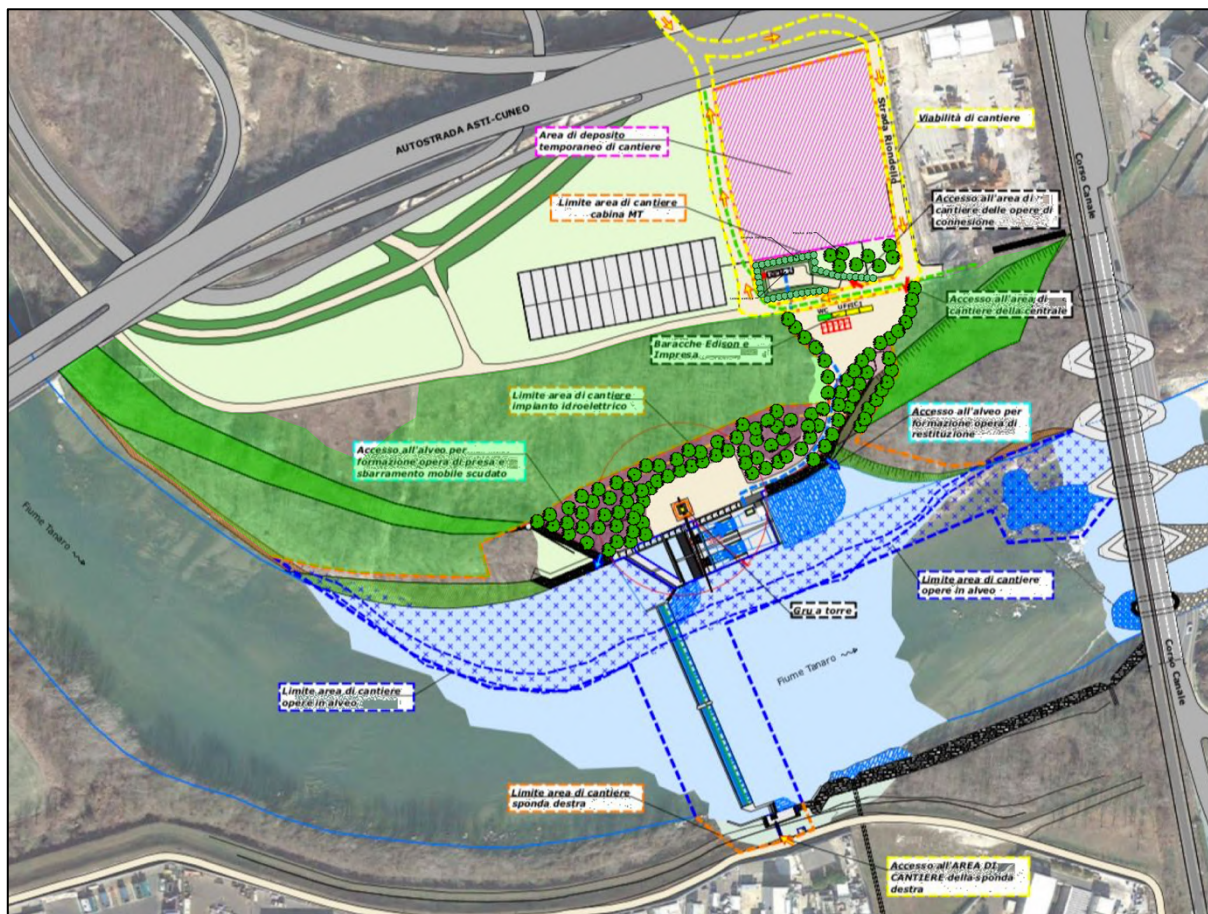 AUTOSTRADA ASTI-CUNEO
Area di deposito
temporaneo di cantiere
Strada Riondello
Viabilità di cantiere
Corso Canale
Limite area di cantiere
cabina MT
Accesso all'area di
cantiere delle opere di
connesione
Accesso all'area di
cantiere della centrale
WC
UFFICI
Baracche Edison e
Impresa
Limite area di cantiere
impianto idroelettrico
Accesso all'alveo per
formazione opera di
restituzione
Accesso all'alveo per
formazione opera di presa e
sbarramento mobile scudato
Fiume Tanaro
Limite area di cantiere
opere in alveo
Gru a torre
Fiume Tanaro
Limite area di cantiere
opere in alveo
Corso Canale
Limite area di cantiere
sponda destra
Accesso all'AREA DI
CANTIERE della sponda
destra